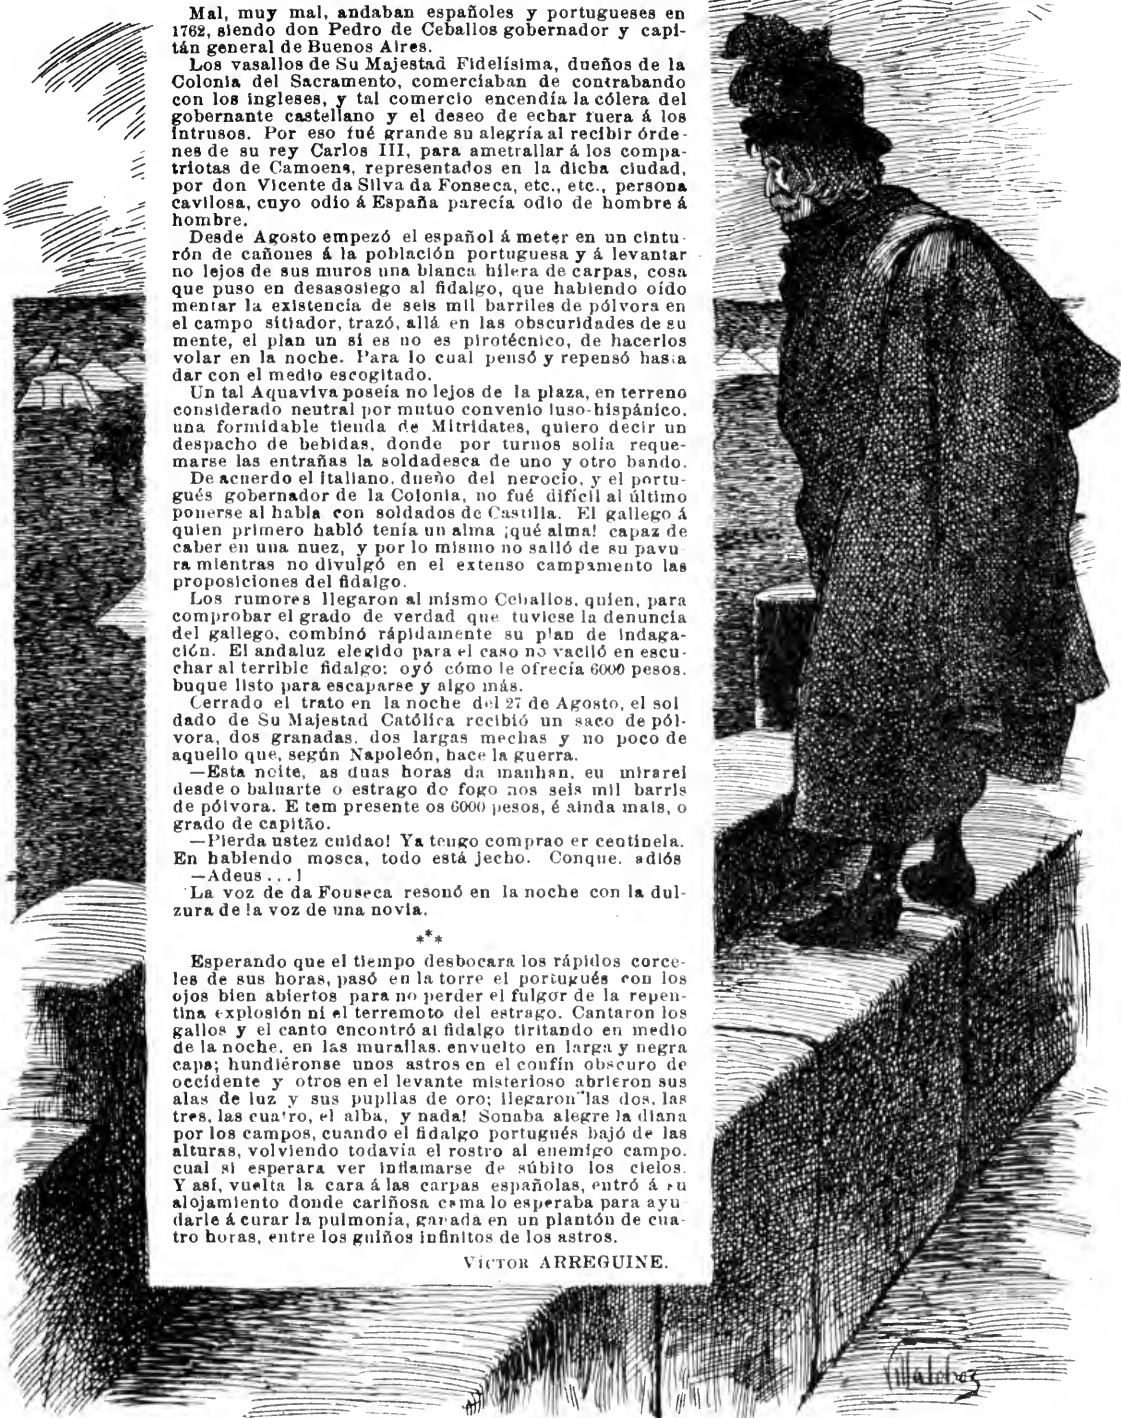 Mal, muy mal, andaban españoles y portugueses en
1762, siendo don Pedro de Ceballos gobernador y capi-
tán general de Buenos Aires.
Los vasallos de Su Majestad Fidelísima, dueños de la
Colonia del Sacramento, comerciaban de contrabando
con los ingleses, y tal comercio encendía la cólera del
gobernante castellano y el deseo de echar fuera á los
intrusos. Por eso fué grande su alegría al recibir órde-
nes de su rey Carlos III, para ametrallar á los compa-
triotas de Camoens, representados en la dicha ciudad,
por don Vicente da Silva da Fonseca, etc., etc., persona
cavilosa, cuyo odio á España parecía odio de hombre á
hombre.
Desde Agosto empezó el español á meter en un cintu-
rón de cañones á la población portuguesa y á levantar
no lejos de sus muros una blanca hilera de carpas, cosa
que puso en desasosiego al fidalgo, que habiendo oído
mentar la existencia de seis mil barriles de pólvora en
el campo sitiador, trazó, allá en las obscuridades de su
mente, el plan un si es no es pirotécnico, de hacerlos
volar en la noche. Para lo cual pensó y repensó hasta
dar con el medio escogitado.
Un tal Aquaviva poseía no lejos de la plaza, en terreno
considerado neutral por mutuo convenio luso-hispánico,
una formidable tienda de Mitridates, quiero decir un
despacho de bebidas, donde por turnos solía reque-
marse las entrañas la soldadesca de uno y otro bando.
De acuerdo el italiano, dueño del negocio, y el portu-
gués gobernador de la Colonia, no fué difícil al último
ponerse al habla con soldados de Castilla. El gallego á
quien primero habló tenía un alma ¡qué alma! capaz de
caber en una nuez, y por lo mismo no salió de su pavu
ra mientras no divulgó en el extenso campamento las
proposiciones del fidalgo.
Los rumores llegaron al mismo Ceballos, quien, para
comprobar el grado de verdad que tuviese la denuncia
del gallego, combinó rápidamente su plan de indaga-
ción. El andaluz elegido para el caso no vaciló en escu-
char al terrible fidalgo: oyó cómo le ofrecía 6000 pesos,
buque listo para escaparse y algo más.
Cerrado el trato en la noche del 27 de Agosto, el sol
dado de Su Majestad Católica recibió un saco de pól-
vora, dos granadas, dos largas mechas y no poco de
aquello que, según Napoleón, hace la guerra.
—Esta noite, as duas horas da manhan, eu mirarei
desde o baluarte o estrago do fogo nos seis mil barris
de pólvora. E tem presente os 6000 pesos, é ainda mais, o
grado de capitão.
—Pierda ustez cuidao! Ya tengo comprao er centinela.
En habiendo mosca, todo está jecho. Conque, adiós
—Adeus...!
La voz de da Fonseca resonó en la noche con la dul-
zura de la voz de una novia.
***
Esperando que el tiempo desbocara los rápidos corce-
les de sus horas, pasó en la torre el portugués con los
ojos bien abiertos para no perder el fulgor de la repen-
tina explosión ni el terremoto del estrago. Cantaron los
gallos y el canto encontró al fidalgo tiritando en medio
de la noche, en las murallas, envuelto en larga y negra
capa; hundiéronse unos astros en el confín obscuro de
occidente y otros en el levante misterioso abrieron sus
alas de luz y sus pupilas de oro; llegaron las dos, las
tres, las cuatro, el alba, y nada! Sonaba alegre la diana
por los campos, cuando el fidalgo portugués bajó de las
alturas, volviendo todavía el rostro al enemigo campo,
cual si esperara ver inflamarse de súbito los cielos.
Y así, vuelta la cara á las carpas españolas, entró á su
alojamiento donde cariñosa cama lo esperaba para ayu
darle á curar la pulmonía, ganada en un plantón de cua-
tro horas, entre los guiños infinitos de los astros.
Víctor ARREGUINE.